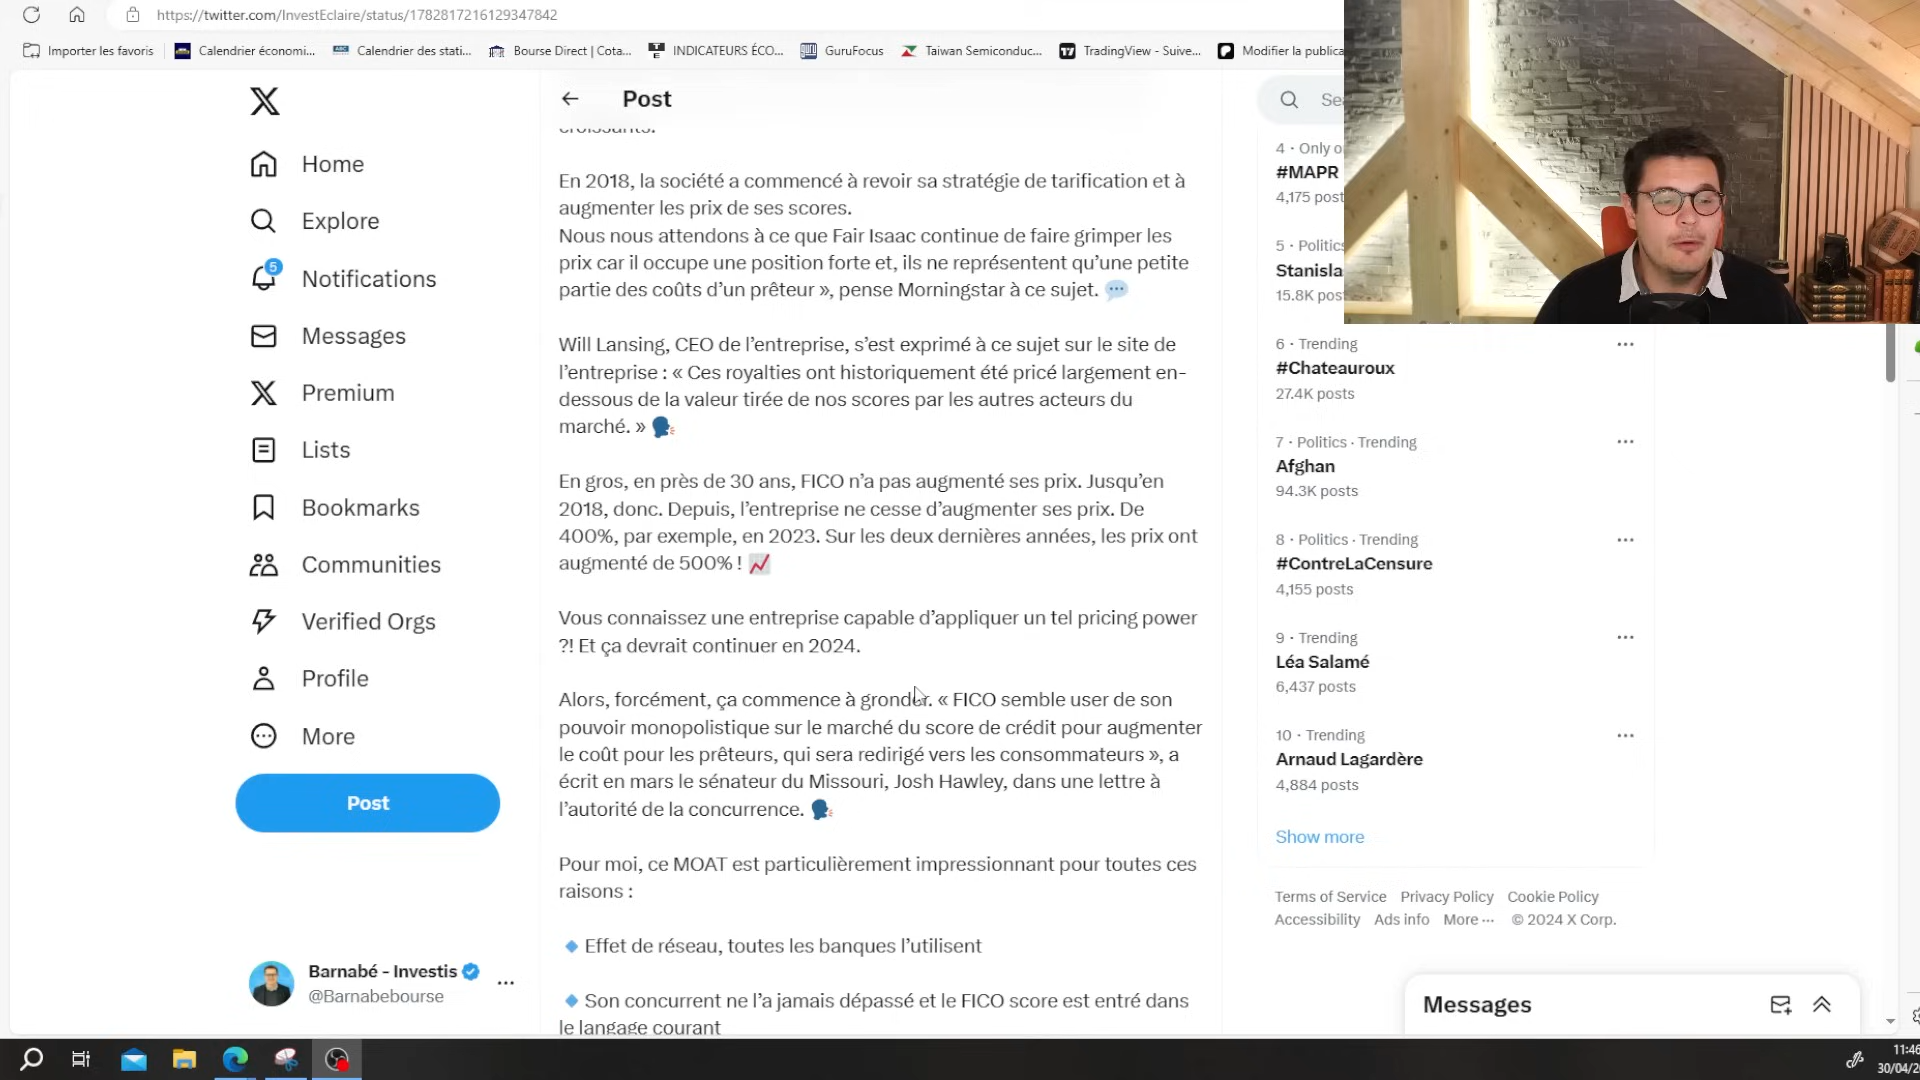 https://twitter.com/InvestEclaire/status/1782817216129347842
Importer les favoris
Calendrier économi...
Calendrier des stati...
Bourse Direct | Cota...
INDICATEURS ÉCO...
GuruFocus
Taiwan Semiconduc...
TradingView - Suive...
Modifier la publica
Home
Explore
5
Notifications
Messages
Premium
Lists
Bookmarks
Communities
Verified Orgs
Profile
More
Post
Barnabé - Investis
@Barnabebourse
Post
croissants.
En 2018, la société a commencé à revoir sa stratégie de tarification et à
augmenter les prix de ses scores.
Nous nous attendons à ce que Fair Isaac continue de faire grimper les
prix car il occupe une position forte et, ils ne représentent qu’une petite
partie des coûts d’un prêteur », pense Morningstar à ce sujet. 💬
Will Lansing, CEO de l’entreprise, s’est exprimé à ce sujet sur le site de
l’entreprise : « Ces royalties ont historiquement été pricé largement en-
dessous de la valeur tirée de nos scores par les autres acteurs du
marché. » 🗣️
En gros, en près de 30 ans, FICO n’a pas augmenté ses prix. Jusqu’en
2018, donc. Depuis, l’entreprise ne cesse d’augmenter ses prix. De
400%, par exemple, en 2023. Sur les deux dernières années, les prix ont
augmenté de 500% ! 📈
Vous connaissez une entreprise capable d’appliquer un tel pricing power
?! Et ça devrait continuer en 2024.
Alors, forcément, ça commence à gronder. « FICO semble user de son
pouvoir monopolistique sur le marché du score de crédit pour augmenter
le coût pour les prêteurs, qui sera redirigé vers les consommateurs », a
écrit en mars le sénateur du Missouri, Josh Hawley, dans une lettre à
l’autorité de la concurrence. 🗣️
Pour moi, ce MOAT est particulièrement impressionnant pour toutes ces
raisons :
🔹 Effet de réseau, toutes les banques l’utilisent
🔹 Son concurrent ne l’a jamais dépassé et le FICO score est entré dans
le langage courant
Sea
4 · Only o
#MAPR
4,175 post
5 · Politics
Stanisla
15.8K post
6 · Trending
#Chateauroux
27.4K posts
7 · Politics · Trending
Afghan
94.3K posts
8 · Politics · Trending
#ContreLaCensure
4,155 posts
9 · Trending
Léa Salamé
6,437 posts
10 · Trending
Arnaud Lagardère
4,884 posts
Show more
Terms of Service Privacy Policy Cookie Policy
Accessibility Ads info More ··· © 2024 X Corp.
Messages
11:46
30/04/20